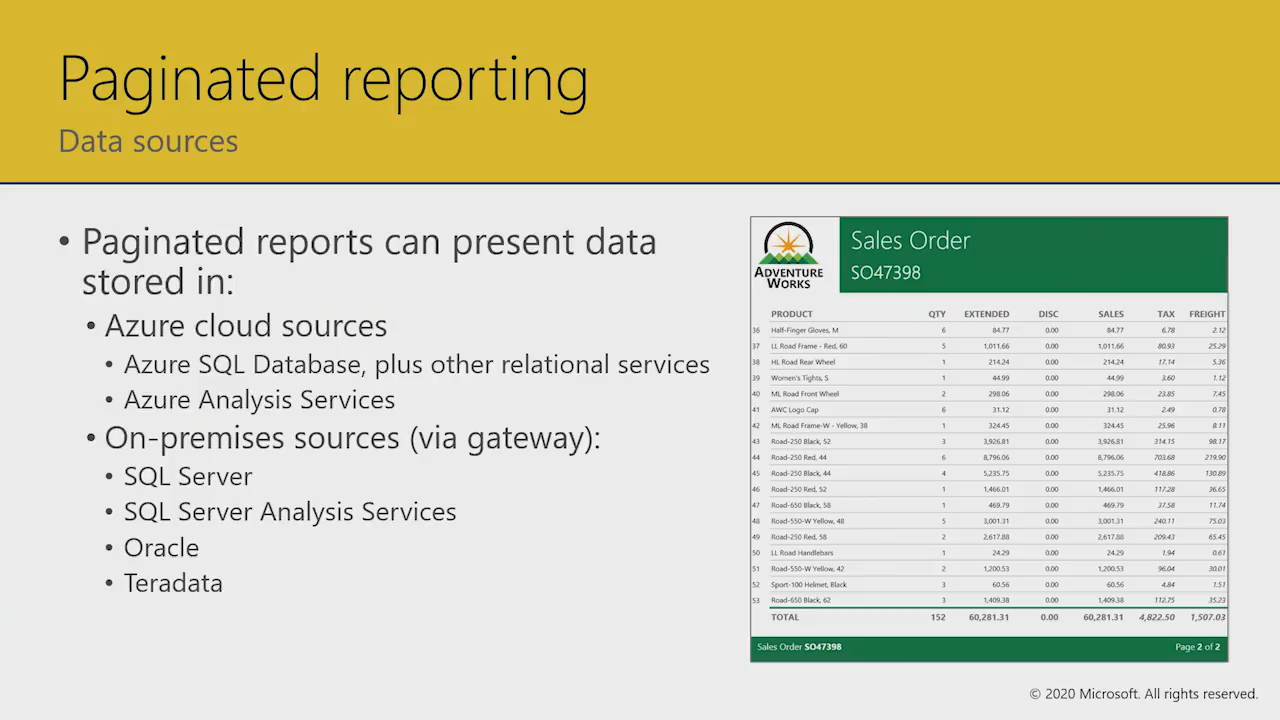 Paginated reporting
Data sources
• Paginated reports can present data
stored in:
• Azure cloud sources
• Azure SQL Database, plus other relational services
• Azure Analysis Services
• On-premises sources (via gateway):
• SQL Server
• SQL Server Analysis Services
• Oracle
• Teradata
ADVENTURE
WORKS
Sales Order
SO47398
PRODUCT QTY EXTENDED DISC SALES TAX FREIGHT
36 Half-Finger Gloves, M 6 84.77 0.00 84.77 6.78 2.12
37 LL Road Frame - Red, 60 5 1,011.66 0.00 1,011.66 80.93 25.29
38 HL Road Rear Wheel 1 214.24 0.00 214.24 17.14 5.36
39 Women's Tights, S 1 44.99 0.00 44.99 3.60 1.12
40 ML Road Front Wheel 2 298.06 0.00 298.06 23.85 7.45
41 AWC Logo Cap 6 31.12 0.00 31.12 2.49 0.78
42 ML Road Frame-W - Yellow, 38 1 324.45 0.00 324.45 25.96 8.11
43 Road-250 Black, 52 3 3,926.81 0.00 3,926.81 314.15 98.17
44 Road-250 Red, 44 6 8,796.06 0.00 8,796.06 703.68 219.90
45 Road-250 Black, 44 4 5,235.75 0.00 5,235.75 418.86 130.89
46 Road-250 Red, 52 1 1,466.01 0.00 1,466.01 117.28 36.65
47 Road-650 Black, 58 1 469.79 0.00 469.79 37.58 11.74
48 Road-550-W Yellow, 48 5 3,001.31 0.00 3,001.31 240.11 75.03
49 Road-250 Red, 58 2 2,617.88 0.00 2,617.88 209.43 65.45
50 LL Road Handlebars 1 24.29 0.00 24.29 1.94 0.61
51 Road-550-W Yellow, 42 2 1,200.53 0.00 1,200.53 96.04 30.01
52 Sport-100 Helmet, Black 3 60.56 0.00 60.56 4.84 1.51
53 Road-650 Black, 62 3 1,409.38 0.00 1,409.38 112.75 35.23
TOTAL 152 60,281.31 0.00 60,281.31 4,822.50 1,507.03
Sales Order SO47398 Page 2 of 2
© 2020 Microsoft. All rights reserved.